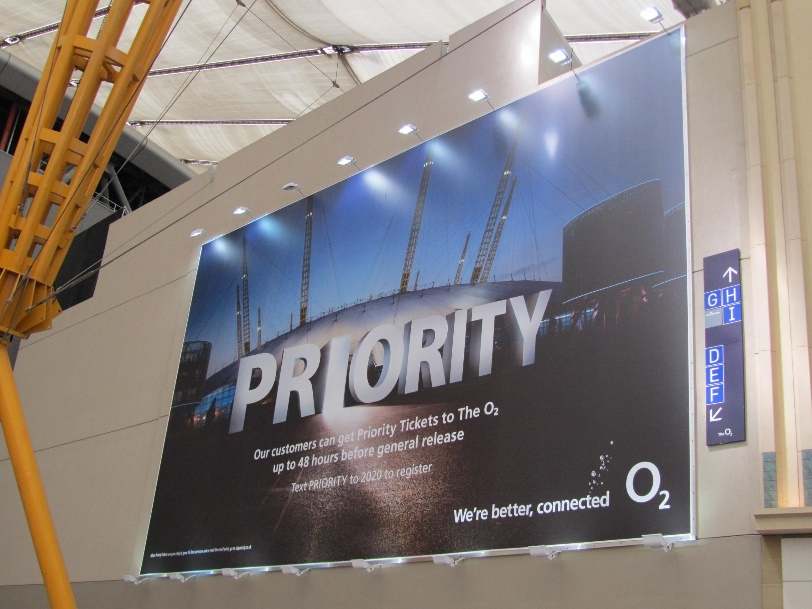 PRIORITY
Our customers can get Priority Tickets to The O₂
up to 48 hours before general release
Text PRIORITY to 2020 to register
We're better, connected O₂
G H
I
D
E
F
The O₂